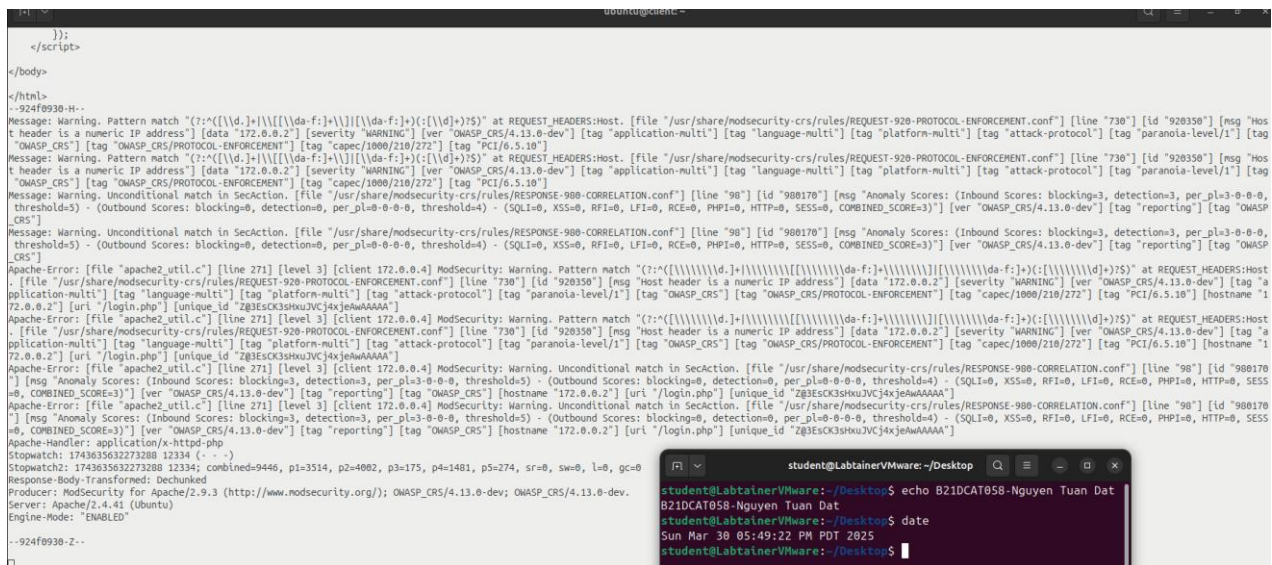 ubuntu@client: ~
});
</script>
</body>
</html>
--924f0930-H--
Message: Warning. Pattern match "(?:^([\\d.]+|\\[[\\da-f:]+\\]|[\\da-f:]+)(:[\\d]+)?$)" at REQUEST_HEADERS:Host. [file "/usr/share/modsecurity-crs/rules/REQUEST-920-PROTOCOL-ENFORCEMENT.conf"] [line "730"] [id "920350"] [msg "Hos
t header is a numeric IP address"] [data "172.0.0.2"] [severity "WARNING"] [ver "OWASP_CRS/4.13.0-dev"] [tag "application-multi"] [tag "language-multi"] [tag "platform-multi"] [tag "attack-protocol"] [tag "paranoia-level/1"] [tag
"OWASP_CRS"] [tag "OWASP_CRS/PROTOCOL-ENFORCEMENT"] [tag "capec/1000/210/272"] [tag "PCI/6.5.10"]
Message: Warning. Pattern match "(?:^([\\d.]+|\\[[\\da-f:]+\\]|[\\da-f:]+)(:[\\d]+)?$)" at REQUEST_HEADERS:Host. [file "/usr/share/modsecurity-crs/rules/REQUEST-920-PROTOCOL-ENFORCEMENT.conf"] [line "730"] [id "920350"] [msg "Hos
t header is a numeric IP address"] [data "172.0.0.2"] [severity "WARNING"] [ver "OWASP_CRS/4.13.0-dev"] [tag "application-multi"] [tag "language-multi"] [tag "platform-multi"] [tag "attack-protocol"] [tag "paranoia-level/1"] [tag
"OWASP_CRS"] [tag "OWASP_CRS/PROTOCOL-ENFORCEMENT"] [tag "capec/1000/210/272"] [tag "PCI/6.5.10"]
Message: Warning. Unconditional match in SecAction. [file "/usr/share/modsecurity-crs/rules/RESPONSE-980-CORRELATION.conf"] [line "98"] [id "980170"] [msg "Anomaly Scores: (Inbound Scores: blocking=3, detection=3, per_pl=3-0-0-0,
threshold=5) - (Outbound Scores: blocking=0, detection=0, per_pl=0-0-0-0, threshold=4) - (SQLI=0, XSS=0, RFI=0, LFI=0, RCE=0, PHPI=0, HTTP=0, SESS=0, COMBINED_SCORE=3)"] [ver "OWASP_CRS/4.13.0-dev"] [tag "reporting"] [tag "OWASP
_CRS"]
Message: Warning. Unconditional match in SecAction. [file "/usr/share/modsecurity-crs/rules/RESPONSE-980-CORRELATION.conf"] [line "98"] [id "980170"] [msg "Anomaly Scores: (Inbound Scores: blocking=3, detection=3, per_pl=3-0-0-0,
threshold=5) - (Outbound Scores: blocking=0, detection=0, per_pl=0-0-0-0, threshold=4) - (SQLI=0, XSS=0, RFI=0, LFI=0, RCE=0, PHPI=0, HTTP=0, SESS=0, COMBINED_SCORE=3)"] [ver "OWASP_CRS/4.13.0-dev"] [tag "reporting"] [tag "OWASP
_CRS"]
Apache-Error: [file "apache2_util.c"] [line 271] [level 3] [client 172.0.0.4] ModSecurity: Warning. Pattern match "(?:^([\\\\\\\\d.]+|\\\\\\\\[[\\\\\\\\da-f:]+\\\\\\\\]|[\\\\\\\\da-f:]+)(:[\\\\\\\\d]+)?$)" at REQUEST_HEADERS:Host
. [file "/usr/share/modsecurity-crs/rules/REQUEST-920-PROTOCOL-ENFORCEMENT.conf"] [line "730"] [id "920350"] [msg "Host header is a numeric IP address"] [data "172.0.0.2"] [severity "WARNING"] [ver "OWASP_CRS/4.13.0-dev"] [tag "a
pplication-multi"] [tag "language-multi"] [tag "platform-multi"] [tag "attack-protocol"] [tag "paranoia-level/1"] [tag "OWASP_CRS"] [tag "OWASP_CRS/PROTOCOL-ENFORCEMENT"] [tag "capec/1000/210/272"] [tag "PCI/6.5.10"] [hostname "1
72.0.0.2"] [uri "/login.php"] [unique_id "Z@3EsCK3sHxuJVCj4xjeAwAAAAA"]
Apache-Error: [file "apache2_util.c"] [line 271] [level 3] [client 172.0.0.4] ModSecurity: Warning. Pattern match "(?:^([\\\\\\\\d.]+|\\\\\\\\[[\\\\\\\\da-f:]+\\\\\\\\]|[\\\\\\\\da-f:]+)(:[\\\\\\\\d]+)?$)" at REQUEST_HEADERS:Host
. [file "/usr/share/modsecurity-crs/rules/REQUEST-920-PROTOCOL-ENFORCEMENT.conf"] [line "730"] [id "920350"] [msg "Host header is a numeric IP address"] [data "172.0.0.2"] [severity "WARNING"] [ver "OWASP_CRS/4.13.0-dev"] [tag "a
pplication-multi"] [tag "language-multi"] [tag "platform-multi"] [tag "attack-protocol"] [tag "paranoia-level/1"] [tag "OWASP_CRS"] [tag "OWASP_CRS/PROTOCOL-ENFORCEMENT"] [tag "capec/1000/210/272"] [tag "PCI/6.5.10"] [hostname "1
72.0.0.2"] [uri "/login.php"] [unique_id "Z@3EsCK3sHxuJVCj4xjeAwAAAAA"]
Apache-Error: [file "apache2_util.c"] [line 271] [level 3] [client 172.0.0.4] ModSecurity: Warning. Unconditional match in SecAction. [file "/usr/share/modsecurity-crs/rules/RESPONSE-980-CORRELATION.conf"] [line "98"] [id "980170
"] [msg "Anomaly Scores: (Inbound Scores: blocking=3, detection=3, per_pl=3-0-0-0, threshold=5) - (Outbound Scores: blocking=0, detection=0, per_pl=0-0-0-0, threshold=4) - (SQLI=0, XSS=0, RFI=0, LFI=0, RCE=0, PHPI=0, HTTP=0, SESS
=0, COMBINED_SCORE=3)"] [ver "OWASP_CRS/4.13.0-dev"] [tag "reporting"] [tag "OWASP_CRS"] [hostname "172.0.0.2"] [uri "/login.php"] [unique_id "Z@3EsCK3sHxuJVCj4xjeAwAAAAA"]
Apache-Error: [file "apache2_util.c"] [line 271] [level 3] [client 172.0.0.4] ModSecurity: Warning. Unconditional match in SecAction. [file "/usr/share/modsecurity-crs/rules/RESPONSE-980-CORRELATION.conf"] [line "98"] [id "980170
"] [msg "Anomaly Scores: (Inbound Scores: blocking=3, detection=3, per_pl=3-0-0-0, threshold=5) - (Outbound Scores: blocking=0, detection=0, per_pl=0-0-0-0, threshold=4) - (SQLI=0, XSS=0, RFI=0, LFI=0, RCE=0, PHPI=0, HTTP=0, SESS
=0, COMBINED_SCORE=3)"] [ver "OWASP_CRS/4.13.0-dev"] [tag "reporting"] [tag "OWASP_CRS"] [hostname "172.0.0.2"] [uri "/login.php"] [unique_id "Z@3EsCK3sHxuJVCj4xjeAwAAAAA"]
Apache-Handler: application/x-httpd-php
Stopwatch: 1743635632273288 12334 (- - -)
Stopwatch2: 1743635632273288 12334; combined=9446, p1=3514, p2=4002, p3=175, p4=1481, p5=274, sr=0, sw=0, l=0, gc=0
Response-Body-Transformed: Dechunked
Producer: ModSecurity for Apache/2.9.3 (http://www.modsecurity.org/); OWASP_CRS/4.13.0-dev; OWASP_CRS/4.13.0-dev.
Server: Apache/2.4.41 (Ubuntu)
Engine-Mode: "ENABLED"
--924f0930-Z--
student@LabtainerVMware: ~/Desktop
student@LabtainerVMware:~/Desktop$ echo B21DCAT058-Nguyen Tuan Dat
B21DCAT058-Nguyen Tuan Dat
student@LabtainerVMware:~/Desktop$ date
Sun Mar 30 05:49:22 PM PDT 2025
student@LabtainerVMware:~/Desktop$